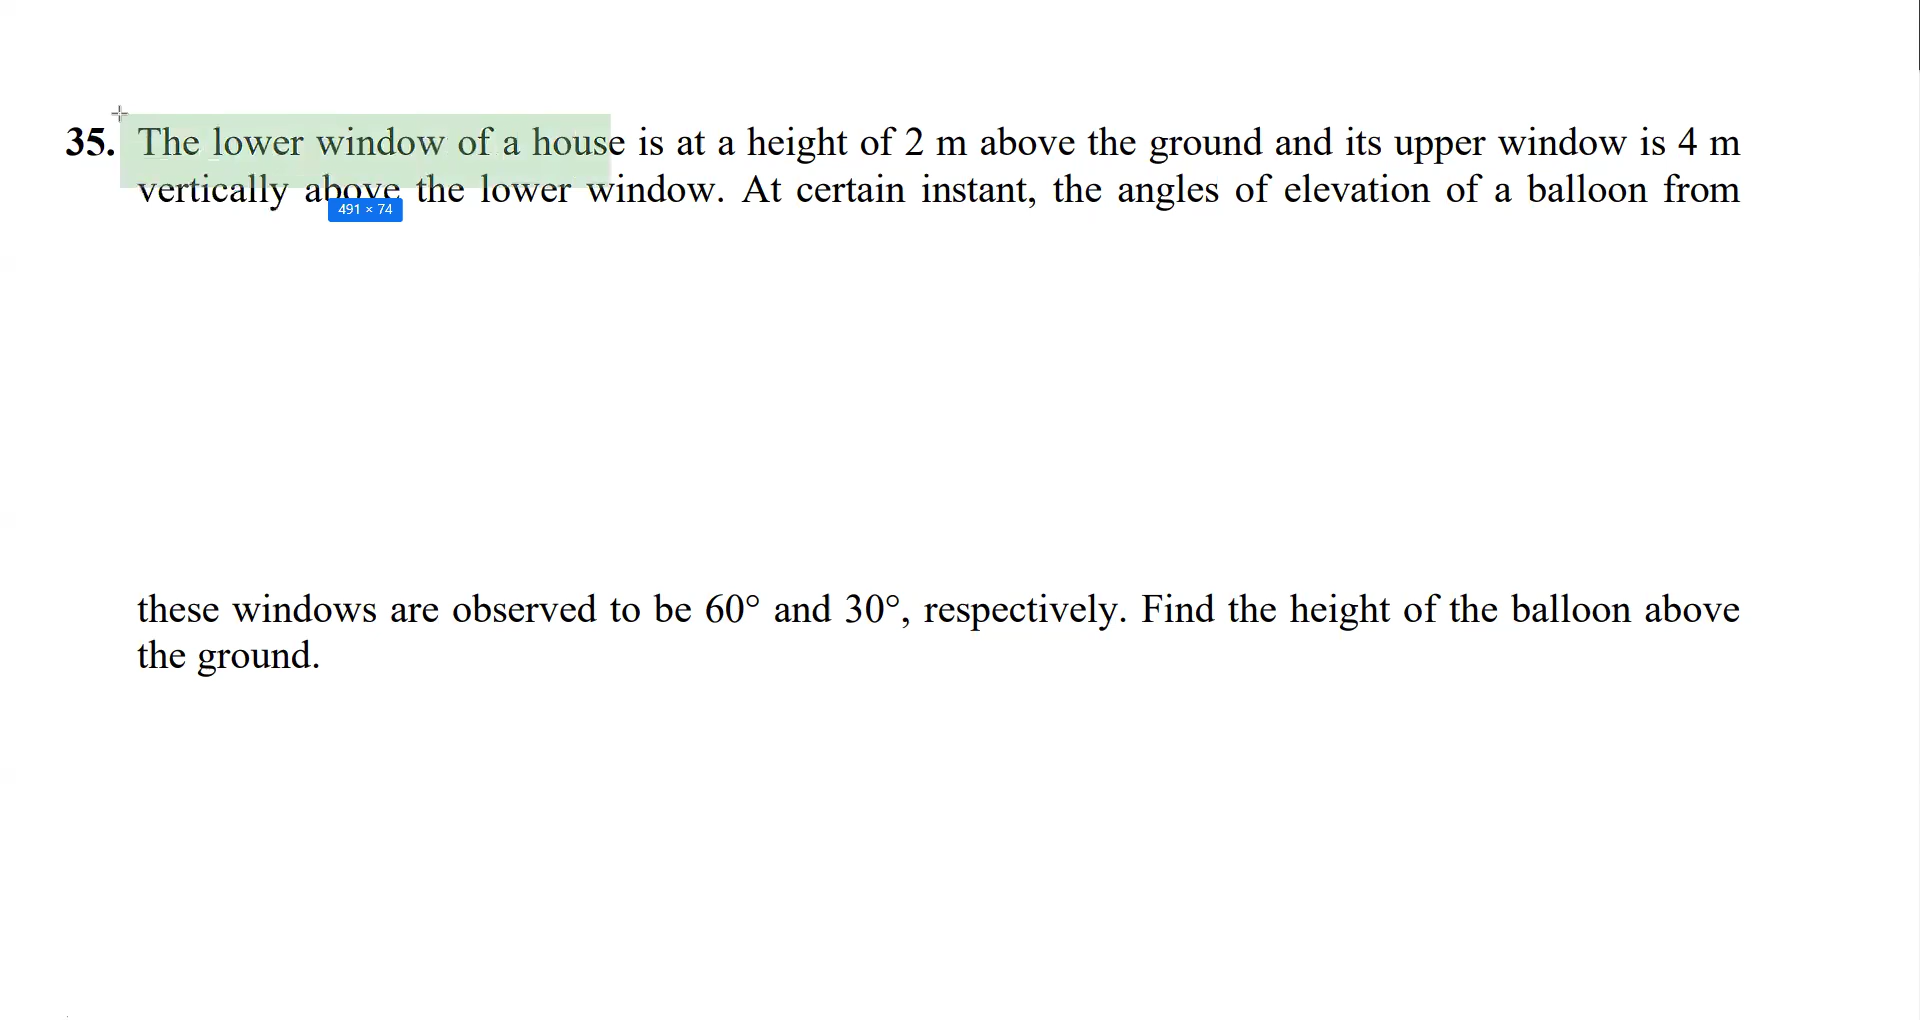 35. The lower window of a house is at a height of 2 m above the ground and its upper window is 4 m
vertically above the lower window. At certain instant, the angles of elevation of a balloon from
491 × 74
these windows are observed to be 60° and 30°, respectively. Find the height of the balloon above
the ground.